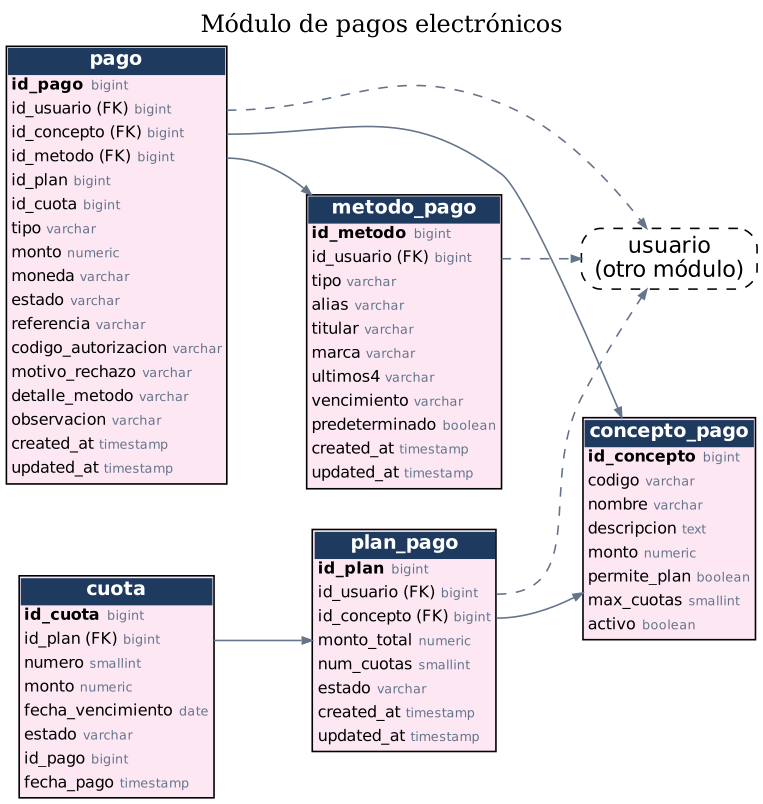 Módulo de pagos electrónicos
pago
id_pago bigint
id_usuario (FK) bigint
id_concepto (FK) bigint
id_metodo (FK) bigint
id_plan bigint
id_cuota bigint
tipo varchar
monto numeric
moneda varchar
estado varchar
referencia varchar
codigo_autorizacion varchar
motivo_rechazo varchar
detalle_metodo varchar
observacion varchar
created_at timestamp
updated_at timestamp
metodo_pago
id_metodo bigint
id_usuario (FK) bigint
tipo varchar
alias varchar
titular varchar
marca varchar
ultimos4 varchar
vencimiento varchar
predeterminado boolean
created_at timestamp
updated_at timestamp
usuario
(otro módulo)
concepto_pago
id_concepto bigint
codigo varchar
nombre varchar
descripcion text
monto numeric
permite_plan boolean
max_cuotas smallint
activo boolean
plan_pago
id_plan bigint
id_usuario (FK) bigint
id_concepto (FK) bigint
monto_total numeric
num_cuotas smallint
estado varchar
created_at timestamp
updated_at timestamp
cuota
id_cuota bigint
id_plan (FK) bigint
numero smallint
monto numeric
fecha_vencimiento date
estado varchar
id_pago bigint
fecha_pago timestamp